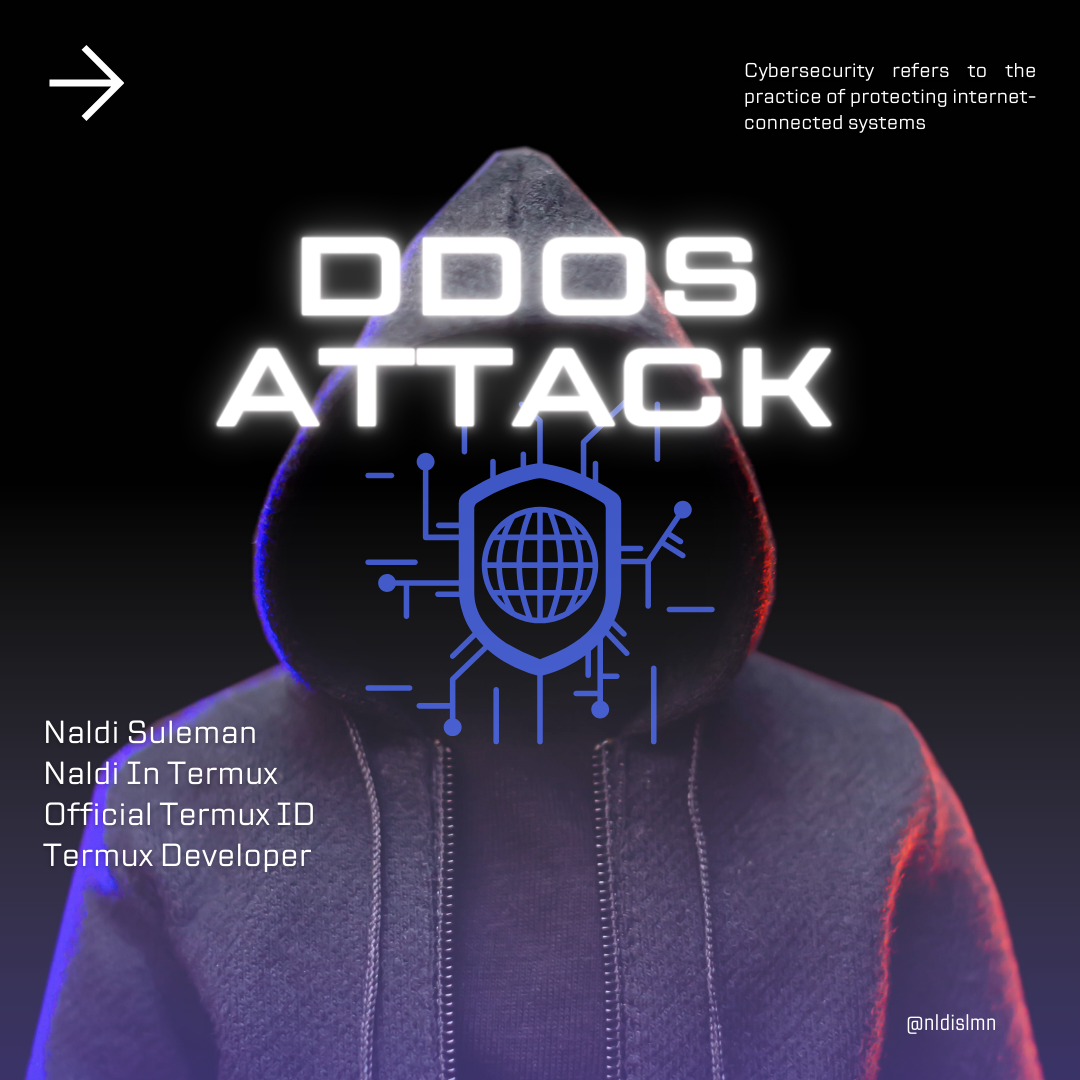 Cybersecurity refers to the
practice of protecting internet-
connected systems
DDOS
ATTACK
Naldi Suleman
Naldi In Termux
Official Termux ID
Termux Developer
@nldislmn